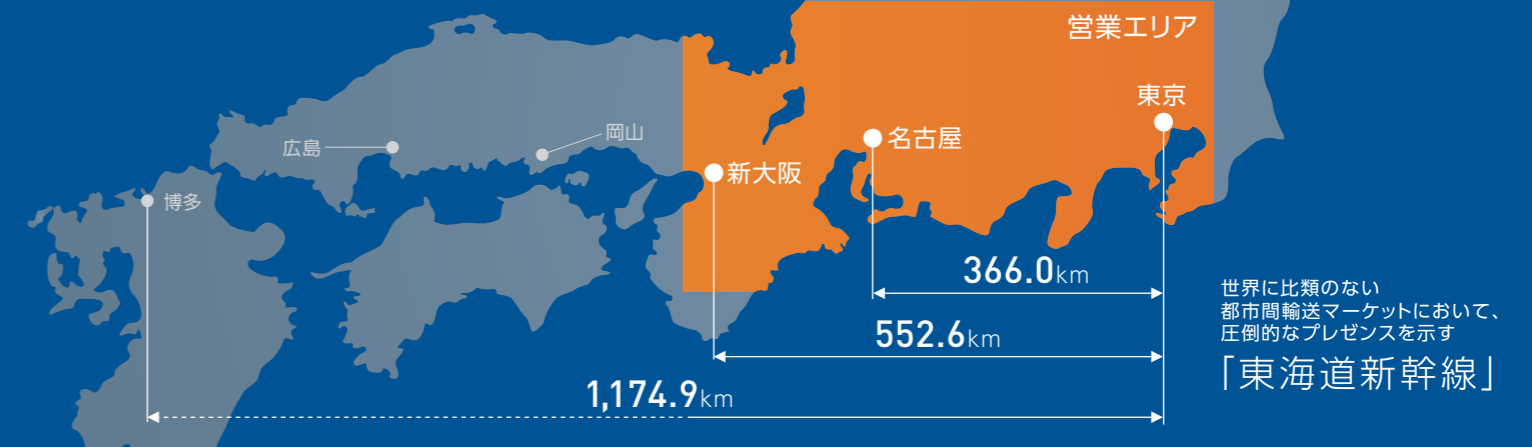 営業エリア
東京
名古屋
岡山
広島
新大阪
博多
366.0km
552.6km
1,174.9km
世界に比類のない
都市間輸送マーケットにおいて、
圧倒的なプレゼンスを示す
「東海道新幹線」